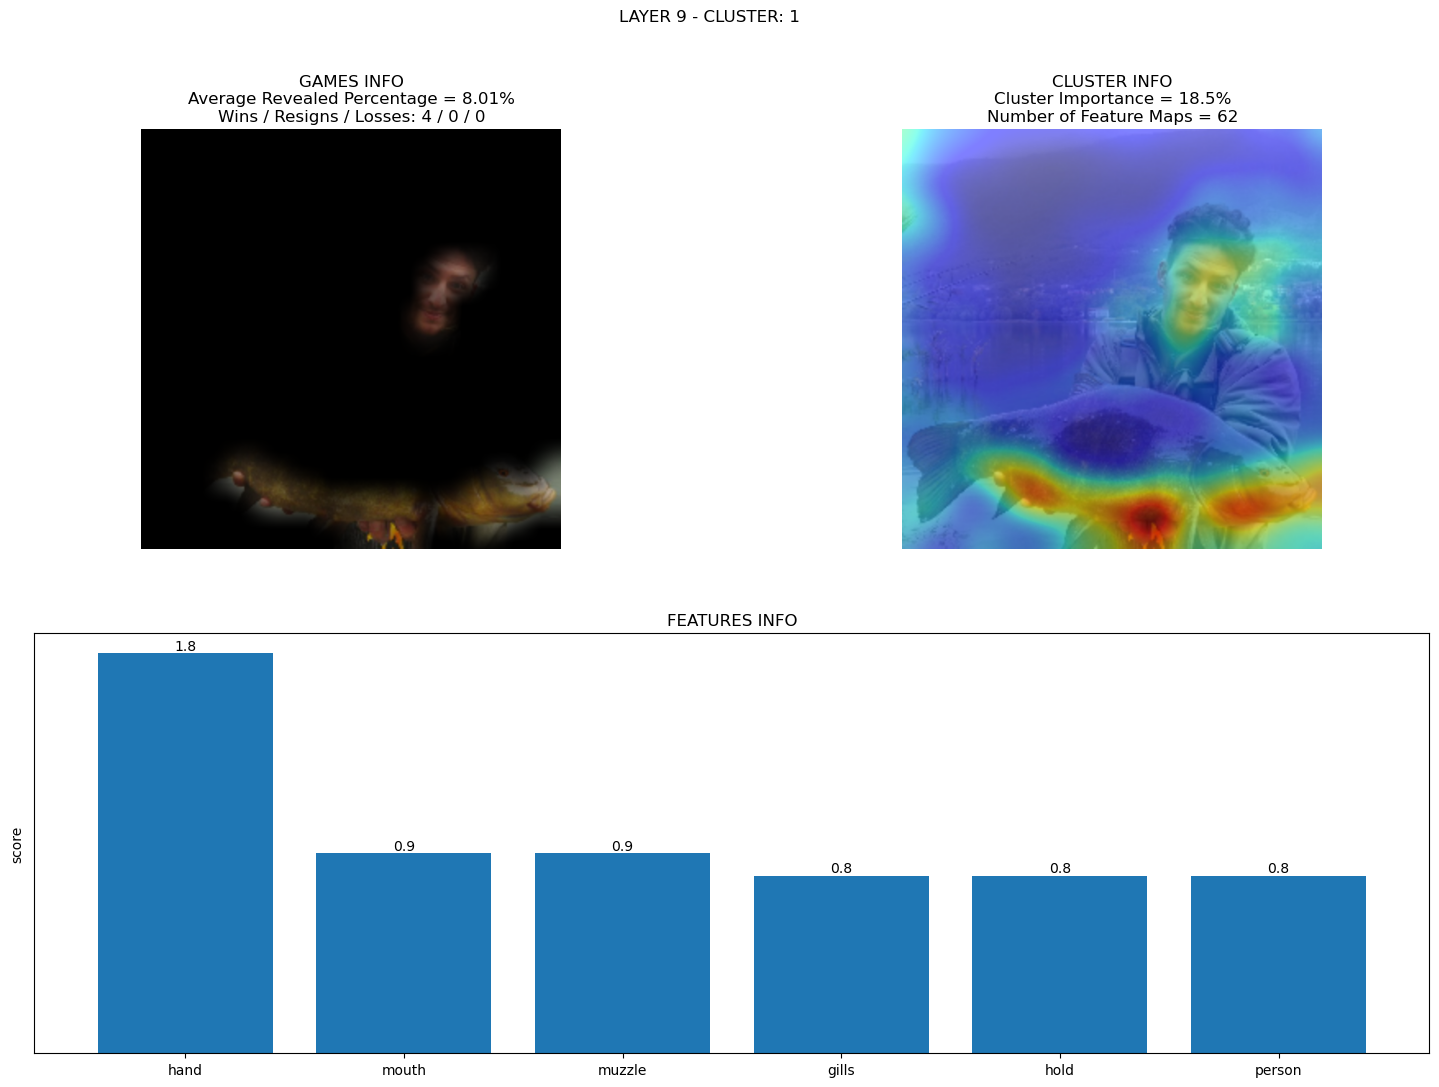 LAYER 9 - CLUSTER: 1
GAMES INFO
Average Revealed Percentage = 8.01%
Wins / Resigns / Losses: 4 / 0 / 0
CLUSTER INFO
Cluster Importance = 18.5%
Number of Feature Maps = 62
FEATURES INFO
score
1.8
0.9
0.9
0.8
0.8
0.8
hand
mouth
muzzle
gills
hold
person